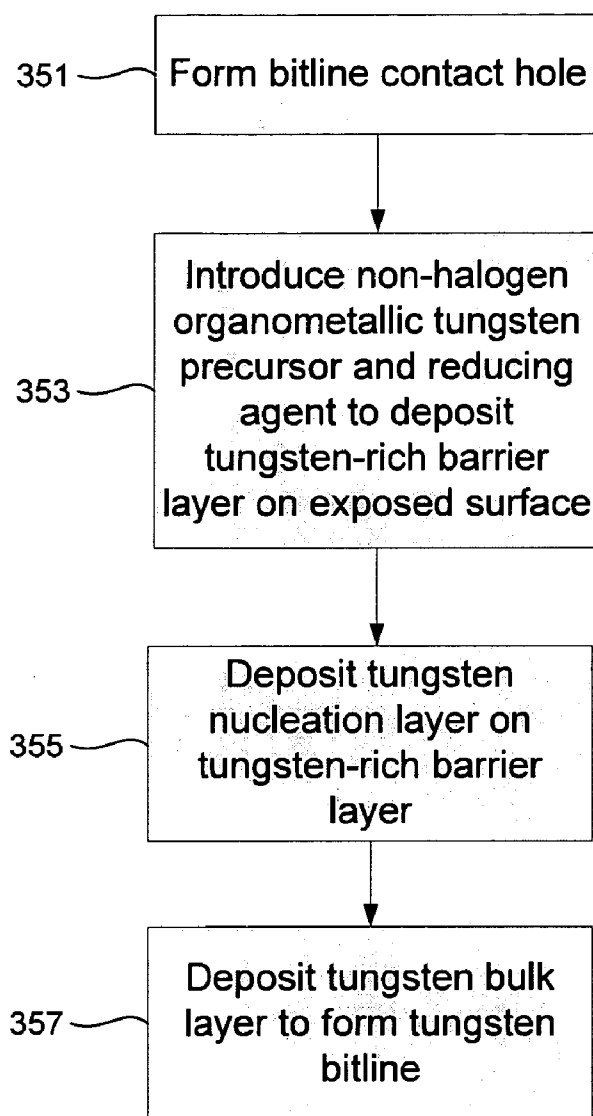 351
Form bitline contact hole
353
Introduce non-halogen
organometallic tungsten
precursor and reducing
agent to deposit
tungsten-rich barrier
layer on exposed surface
355
Deposit tungsten
nucleation layer on
tungsten-rich barrier
layer
357
Deposit tungsten bulk
layer to form tungsten
bitline